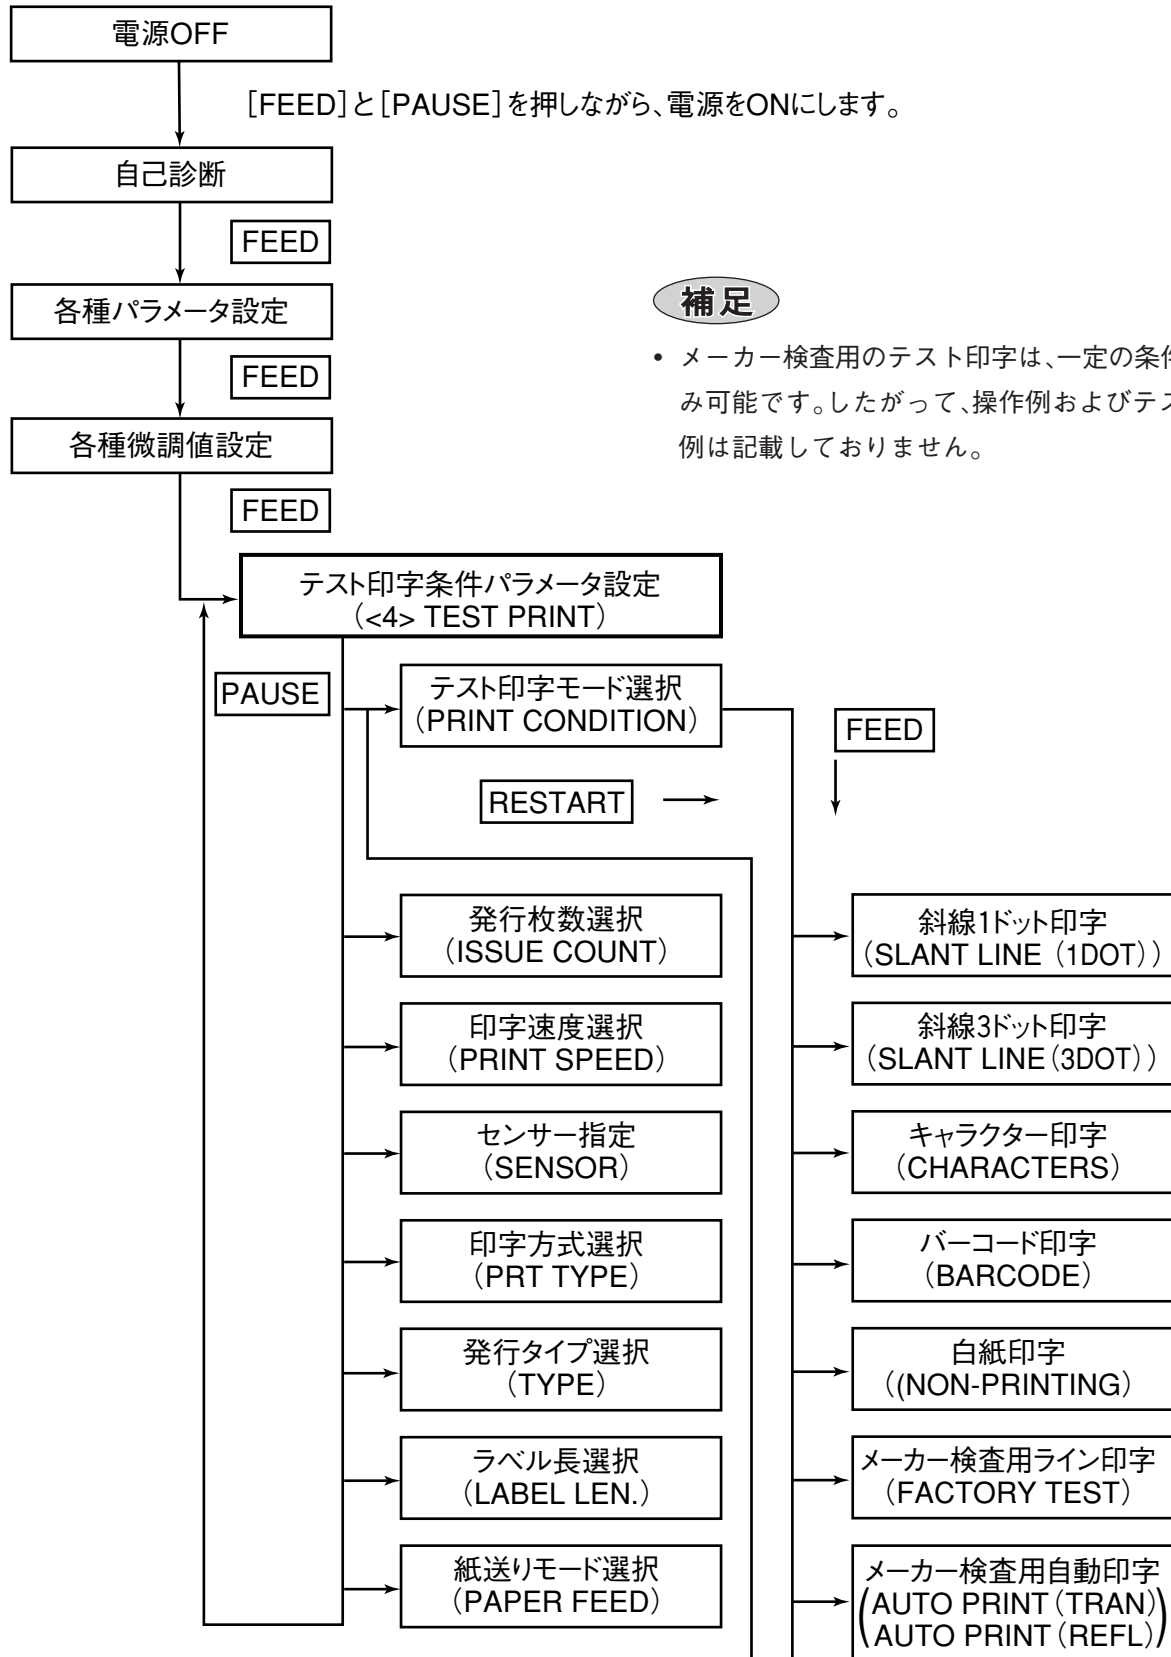 電源OFF
［FEED］と［PAUSE］を押しながら、電源をONにします。
自己診断
FEED
各種パラメータ設定
FEED
各種微調値設定
FEED
補足
• メーカー検査用のテスト印字は、一定の条件
み可能です。したがって、操作例およびテス
例は記載しておりません。
テスト印字条件パラメータ設定
（<4> TEST PRINT）
PAUSE
テスト印字モード選択
（PRINT CONDITION）
FEED
RESTART
発行枚数選択
（ISSUE COUNT）
印字速度選択
（PRINT SPEED）
センサー指定
（SENSOR）
印字方式選択
（PRT TYPE）
発行タイプ選択
（TYPE）
ラベル長選択
（LABEL LEN.）
紙送りモード選択
（PAPER FEED）
斜線1ドット印字
（SLANT LINE（1DOT））
斜線3ドット印字
（SLANT LINE（3DOT））
キャラクター印字
（CHARACTERS）
バーコード印字
（BARCODE）
白紙印字
（(NON-PRINTING）
メーカー検査用ライン印字
（FACTORY TEST）
メーカー検査用自動印字
(AUTO PRINT（TRAN）
AUTO PRINT（REFL）)